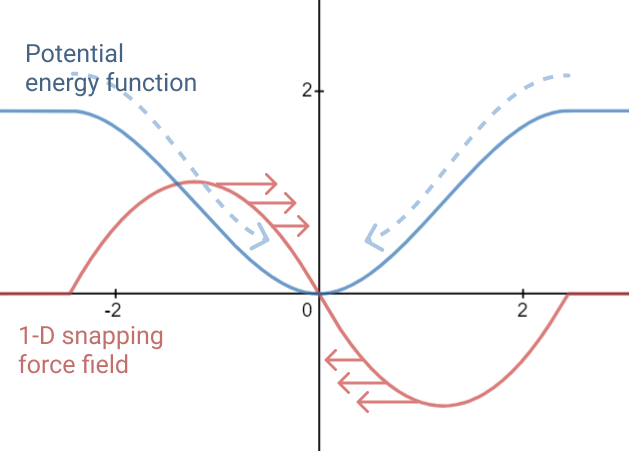 Potential
energy function
2
-2
0
2
1-D snapping
force field